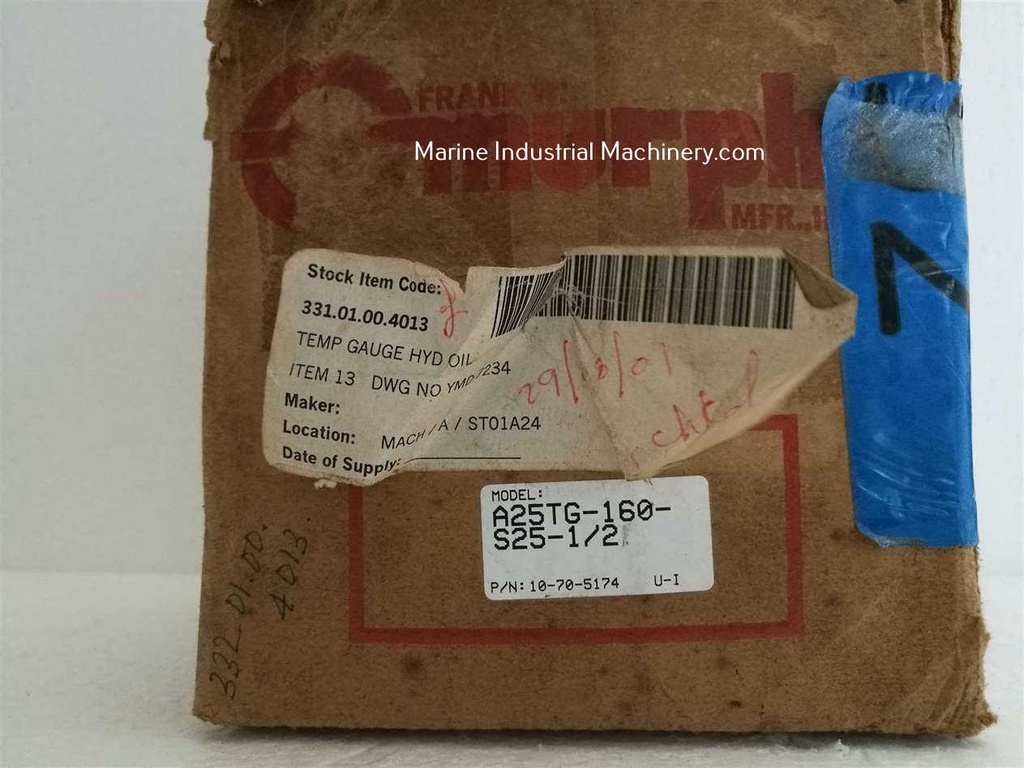 FRANK W.
murph
MFR., I
Marine Industrial Machinery.com
Stock Item Code:
331.01.00.4013
TEMP GAUGE HYD OIL
ITEM 13 DWG NO YMD 7234
Maker:
Location: MACH / A / ST01A24
Date of Supply:
29/8/01
MODEL:
A25TG-160-
S25-1/2
P/N: 10-70-5174 U-I
332.01.00.
4013.